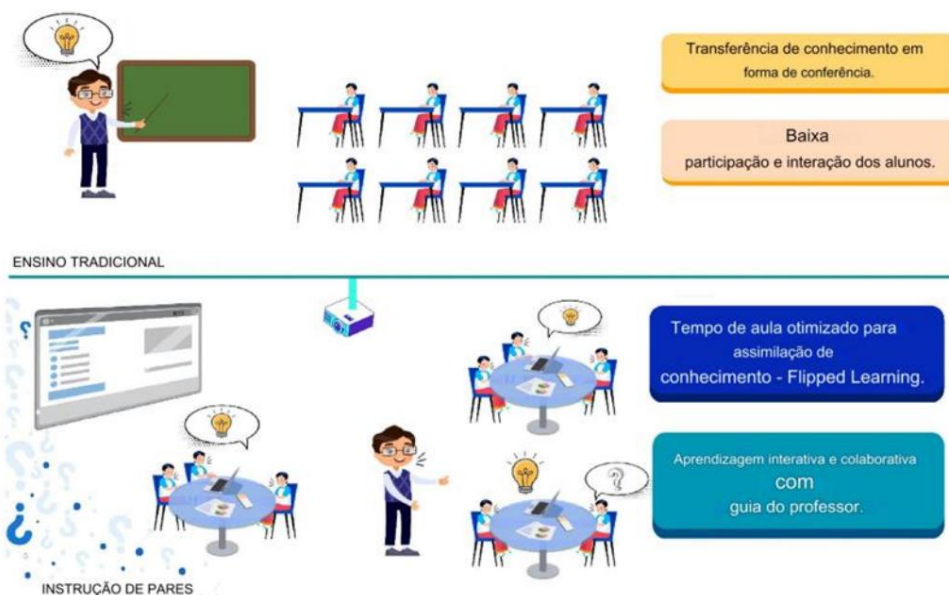 Transferência de conhecimento em
forma de conferência.
Baixa
participação e interação dos alunos.
ENSINO TRADICIONAL
Tempo de aula otimizado para
assimilação de
conhecimento - Flipped Learning.
Aprendizagem interativa e colaborativa
com
guia do professor.
INSTRUÇÃO DE PARES